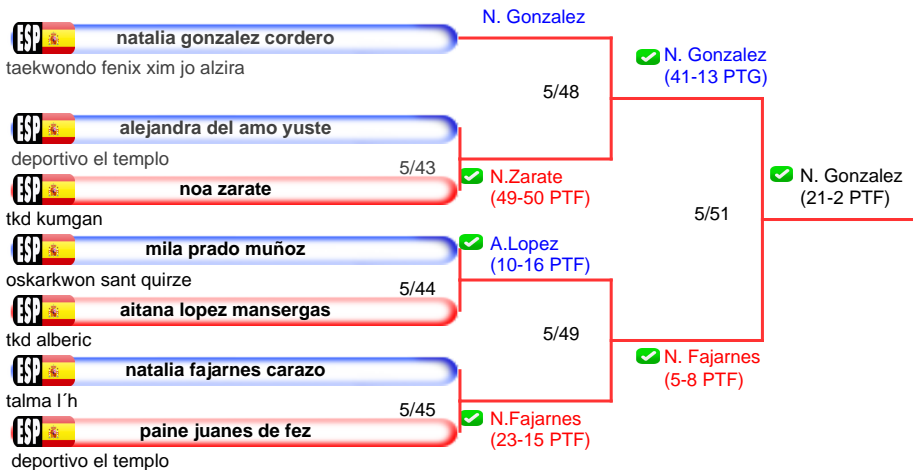 N. Gonzalez
ESP natalia gonzalez cordero
taekwondo fenix xim jo alzira
N. Gonzalez
(41-13 PTG)
5/48
ESP alejandra del amo yuste
deportivo el templo
5/43
N.Zarate
(49-50 PTF)
ESP noa zarate
tkd kumgan
N. Gonzalez
(21-2 PTF)
5/51
ESP mila prado muñoz
oskarkwon sant quirze
A.Lopez
(10-16 PTF)
5/44
ESP aitana lopez mansergas
tkd alberic
5/49
N. Fajarnes
(5-8 PTF)
ESP natalia fajarnes carazo
talma l´h
5/45
N.Fajarnes
(23-15 PTF)
ESP paine juanes de fez
deportivo el templo